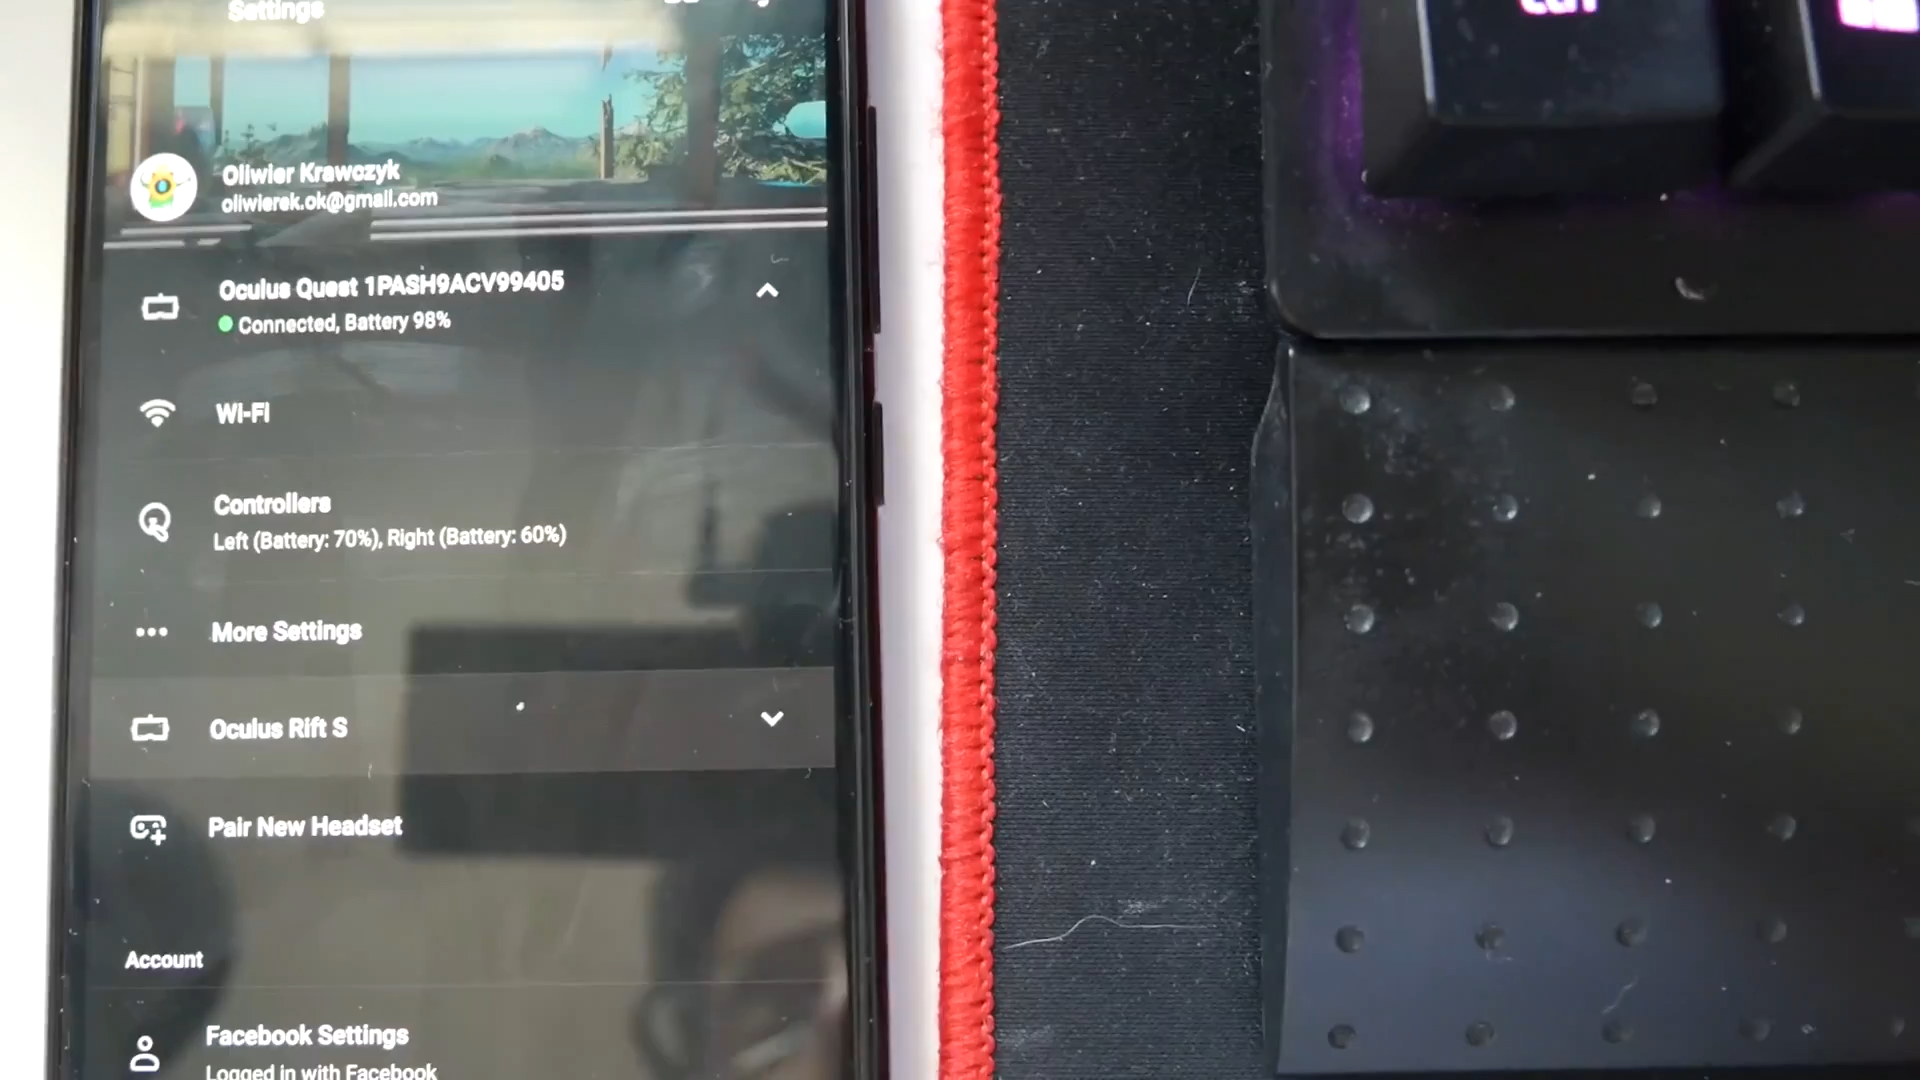 Settings
Oliwier Krawczyk
oliwierek.ok@gmail.com
Oculus Quest 1PASH9ACV99405
Connected, Battery 98%
Wi-Fi
Controllers
Left (Battery: 70%), Right (Battery: 60%)
More Settings
Oculus Rift S
Pair New Headset
Account
Facebook Settings
Logged in with Facebook